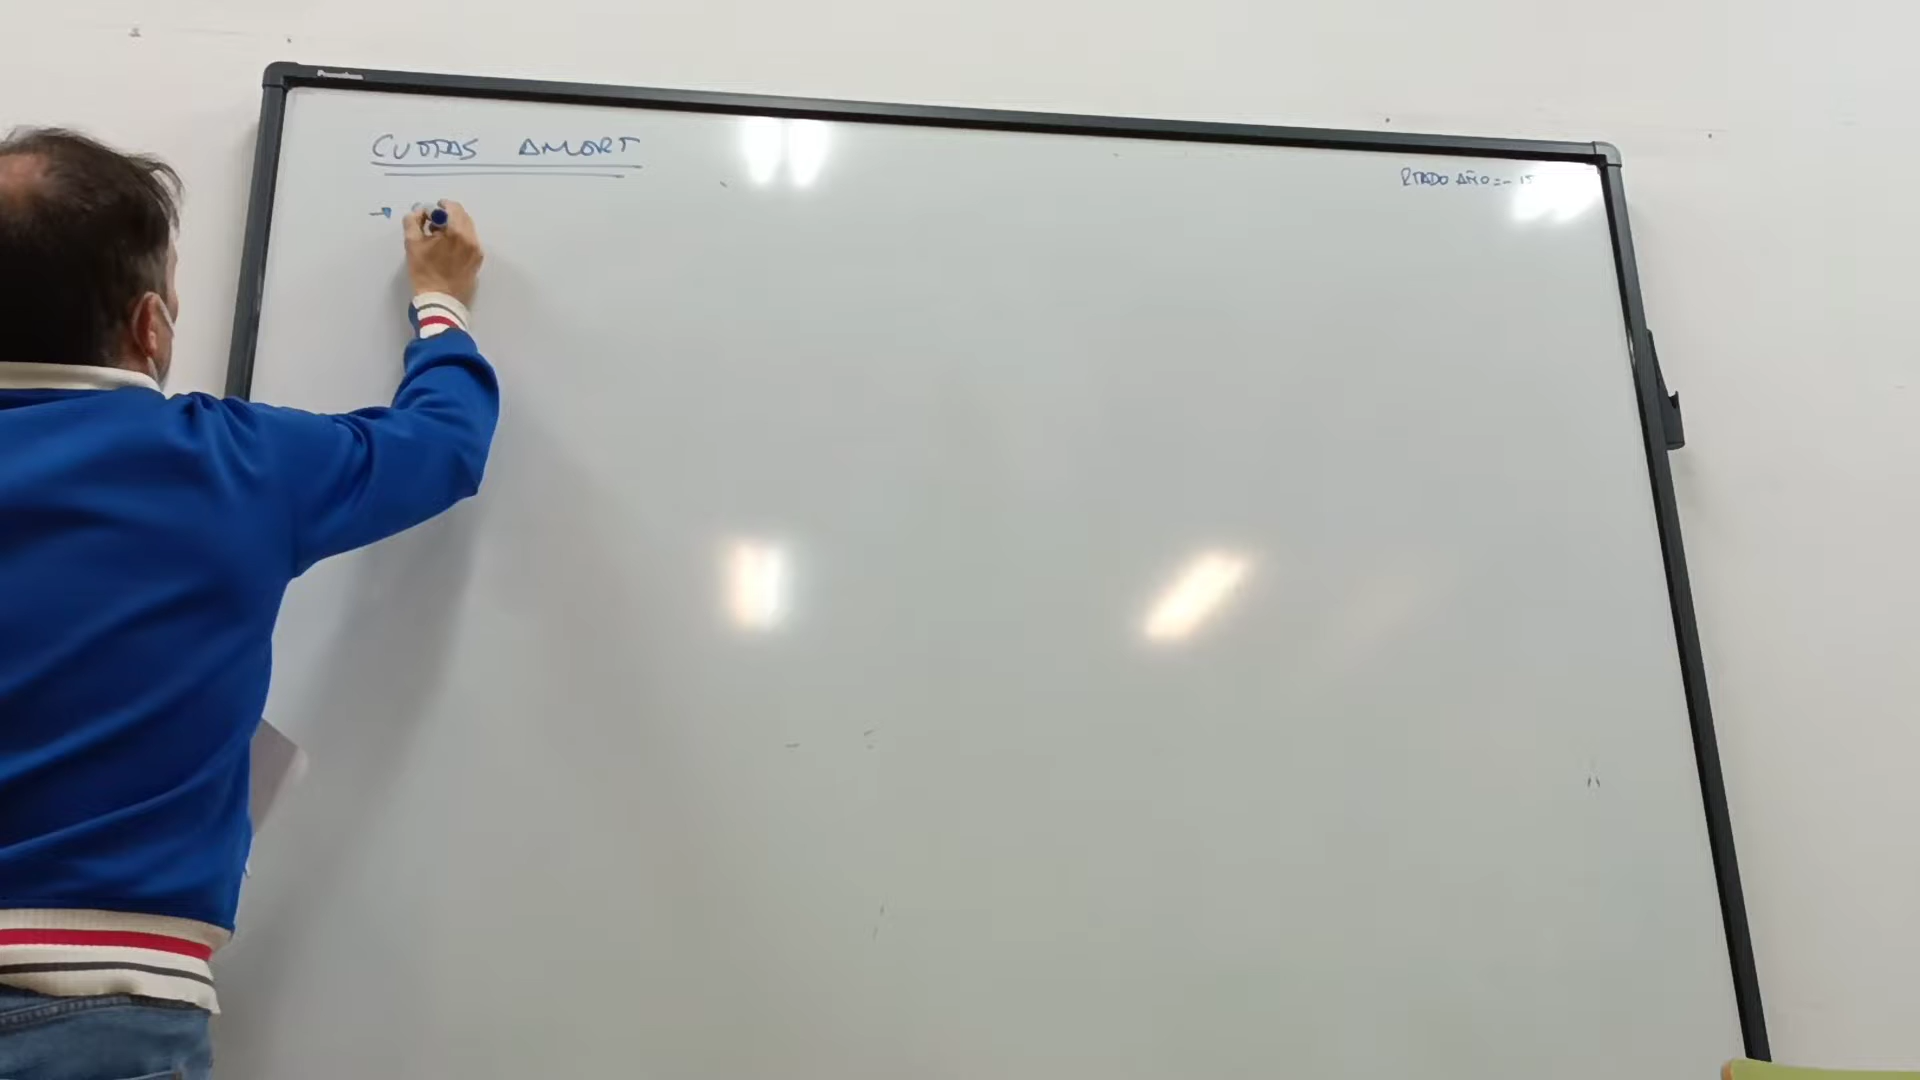 CUOTAS AMORT
→
RTADO AÑO = - 15